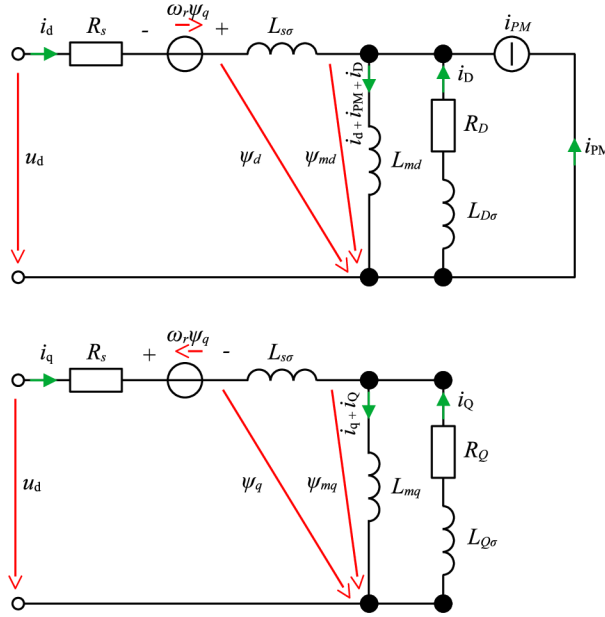 i_d R_s - ω_rψ_q + L_sσ i_PM
i_d + i_PM + i_D i_D
R_D
u_d ψ_d ψ_md L_md i_PM
L_Dσ
i_q R_s + ω_rψ_q - L_sσ
i_q + i_Q i_Q
R_Q
u_d ψ_q ψ_mq L_mq
L_Qσ